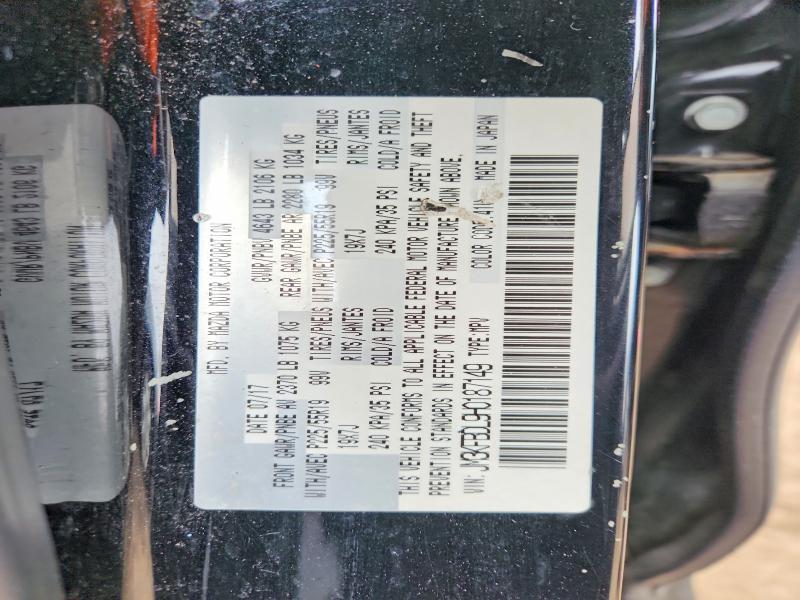 MFG. BY MAZDA MOTOR CORPORATION
DATE 07/17 GVWR/PNBV 4643 LB 2106 KG
FRONT GAWR/PNBE AV 2370 LB 1075 KG REAR GAWR/PNBE AR 2280 LB 1034 KG
WITH/AVEC P225/55R19 99V TIRES/PNEUS WITH/AVEC P225/55R19 99V TIRES/PNEUS
19X7J RIMS/JANTES 19X7J RIMS/JANTES
240 KPA/35 PSI COLD/A FROID 240 KPA/35 PSI COLD/A FROID
THIS VEHICLE CONFORMS TO ALL APPLICABLE FEDERAL MOTOR VEHICLE SAFETY AND THEFT
PREVENTION STANDARDS IN EFFECT ON THE DATE OF MANUFACTURE SHOWN ABOVE.
VIN: JM3KFBDL9H0187149 TYPE:MPV COLOR MADE IN JAPAN